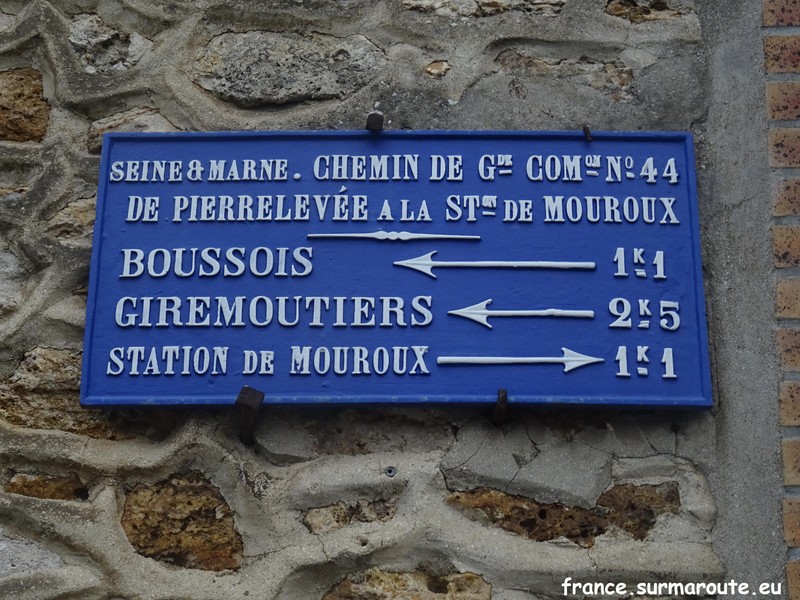 SEINE & MARNE. CHEMIN DE GDE COMON NO 44
DE PIERRELEVÉE A LA STON DE MOUROUX
BOUSSOIS 1K1
GIREMOUTIERS 2K5
STATION DE MOUROUX 1K1
france.surmaroute.eu